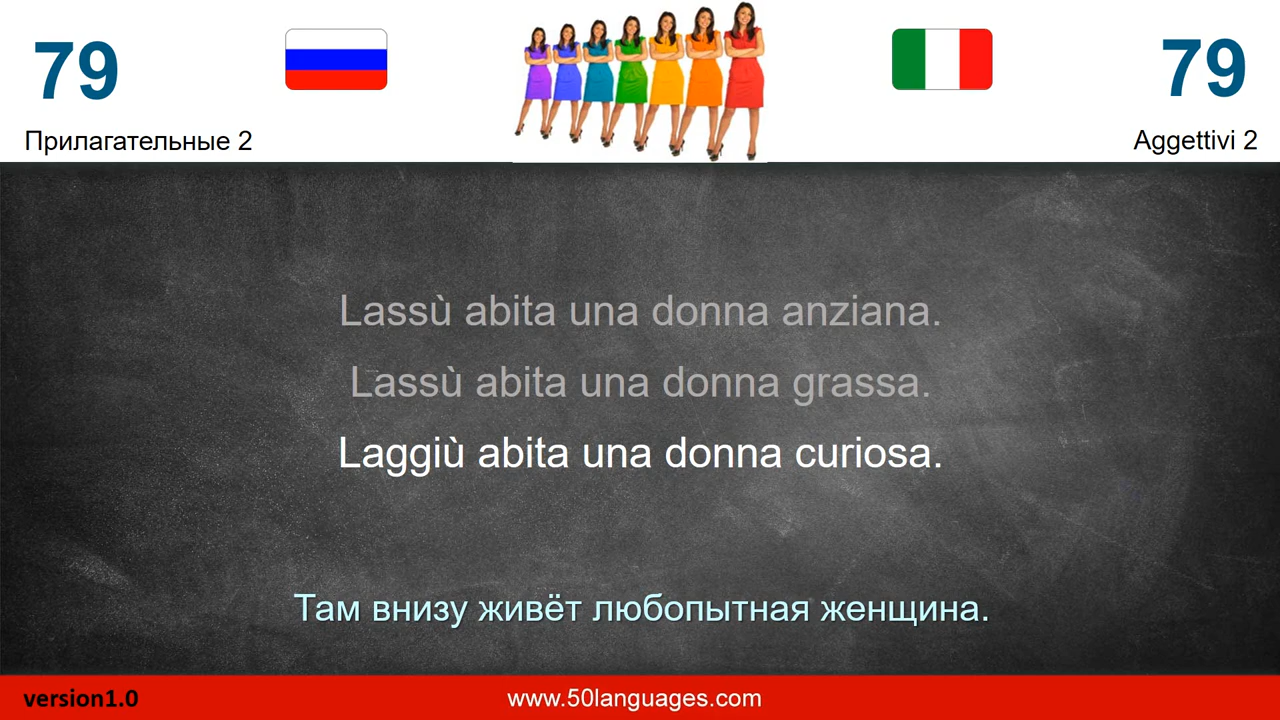 79
79
Прилагательные 2
Aggettivi 2
Lassù abita una donna anziana.
Lassù abita una donna grassa.
Laggiù abita una donna curiosa.
Там внизу живёт любопытная женщина.
version1.0
www.50languages.com